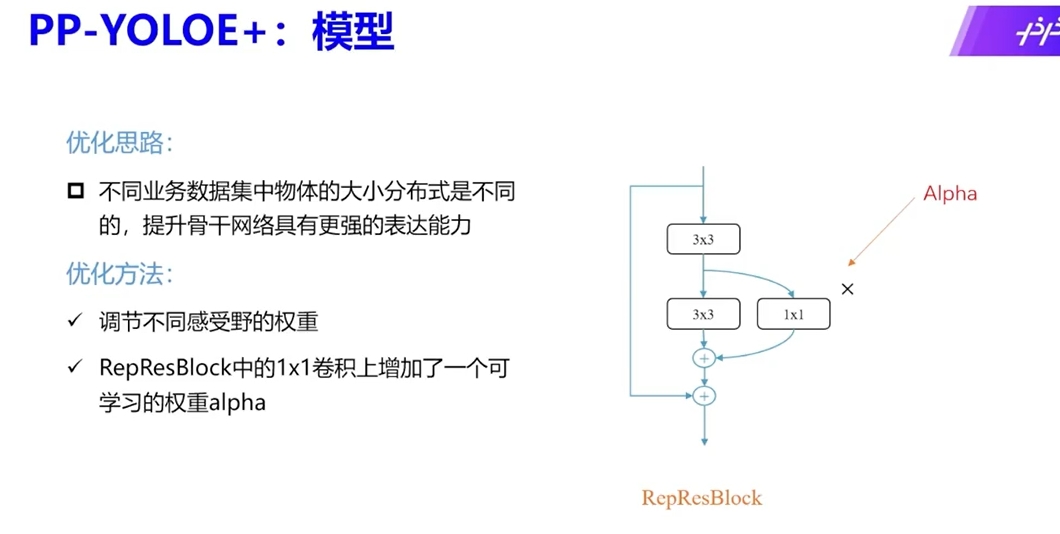 PP-YOLOE+：模型
优化思路：
不同业务数据集中物体的大小分布式是不同
的，提升骨干网络具有更强的表达能力
优化方法：
调节不同感受野的权重
RepResBlock中的1x1卷积上增加了一个可
学习的权重alpha
Alpha
3x3
×
3x3
1x1
+
+
RepResBlock